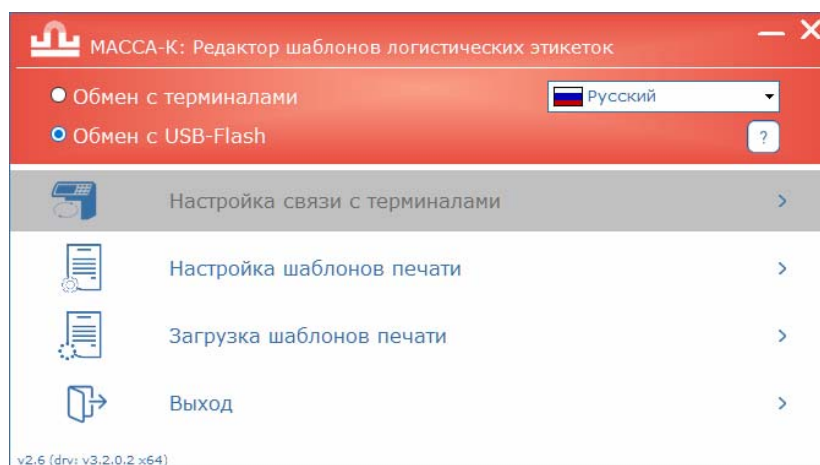 МАССА-К: Редактор шаблонов логистических этикеток
Обмен с терминалами
Русский
Обмен с USB-Flash
?
Настройка связи с терминалами
Настройка шаблонов печати
Загрузка шаблонов печати
Выход
v2.6 (drv: v3.2.0.2 x64)